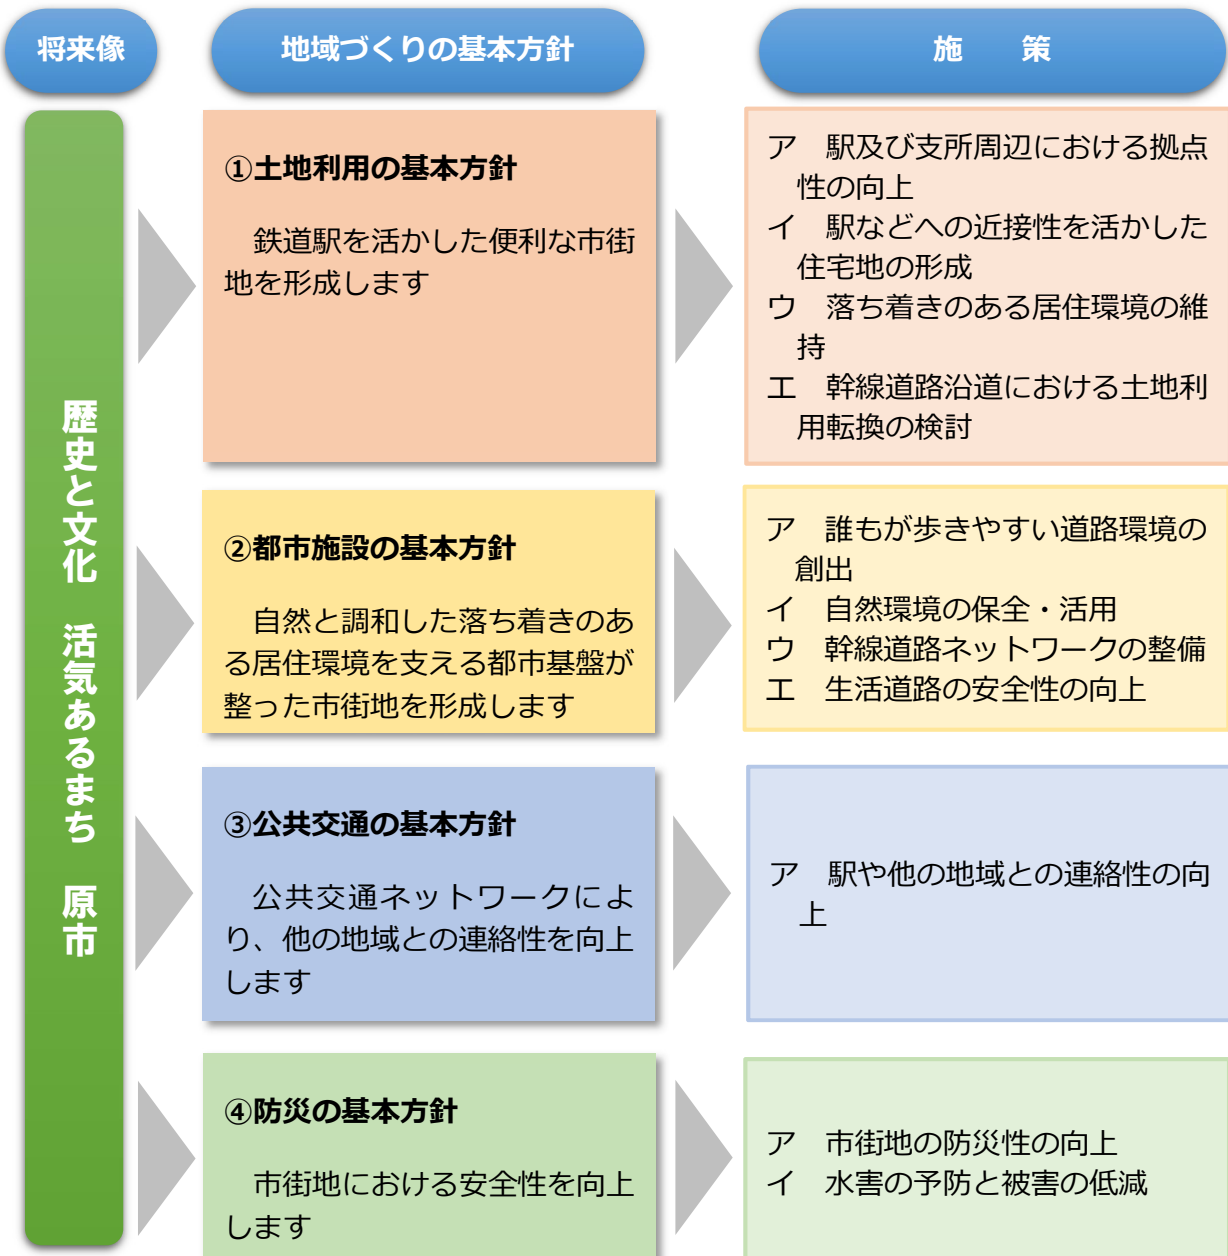 将来像
地域づくりの基本方針
施　策
歴史と文化　活気あるまち　原市
①土地利用の基本方針
鉄道駅を活かした便利な市街
地を形成します
ア　駅及び支所周辺における拠点
性の向上
イ　駅などへの近接性を活かした
住宅地の形成
ウ　落ち着きのある居住環境の維
持
エ　幹線道路沿道における土地利
用転換の検討
②都市施設の基本方針
自然と調和した落ち着きのあ
る居住環境を支える都市基盤が
整った市街地を形成します
ア　誰もが歩きやすい道路環境の
創出
イ　自然環境の保全・活用
ウ　幹線道路ネットワークの整備
エ　生活道路の安全性の向上
③公共交通の基本方針
公共交通ネットワークによ
り、他の地域との連絡性を向上
します
ア　駅や他の地域との連絡性の向
上
④防災の基本方針
市街地における安全性を向上
します
ア　市街地の防災性の向上
イ　水害の予防と被害の低減